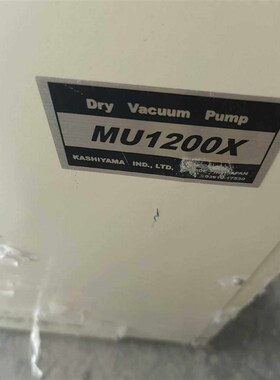 Dry Vacuum Pump
MU1200X
KASHIYAMA IND., LTD.